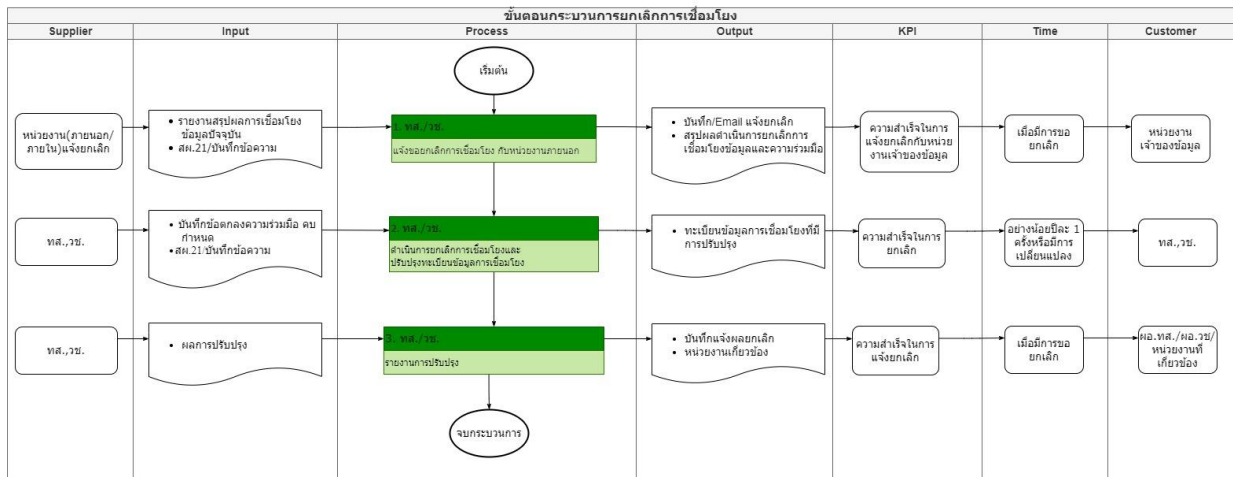 ขั้นตอนกระบวนการยกเลิกการเชื่อมโยง
Supplier
Input
Process
Output
KPI
Time
Customer
เริ่มต้น
หน่วยงาน(ภายนอก/
ภายใน)แจ้งยกเลิก
รายงานสรุปผลการเชื่อมโยง
ข้อมูลปัจจุบัน
สผ.21/บันทึกข้อความ
1. ทส./วช.
แจ้งขอยกเลิกการเชื่อมโยง กับหน่วยงานภายนอก
บันทึก/Email แจ้งยกเลิก
สรุปผลดำเนินการยกเลิกการ
เชื่อมโยงข้อมูลและความร่วมมือ
ความสำเร็จในการ
แจ้งยกเลิกกับหน่วย
งานเจ้าของข้อมูล
เมื่อมีการขอ
ยกเลิก
หน่วยงาน
เจ้าของข้อมูล
ทส.,วช.
บันทึกข้อตกลงความร่วมมือ คบ
กำหนด
สผ.21/บันทึกข้อความ
2. ทส./วช.
ดำเนินการยกเลิกการเชื่อมโยงและ
ปรับปรุงทะเบียนข้อมูลการเชื่อมโยง
ทะเบียนข้อมูลการเชื่อมโยงที่มี
การปรับปรุง
ความสำเร็จในการ
ยกเลิก
อย่างน้อยปีละ 1
ครั้งหรือมีการ
เปลี่ยนแปลง
ทส.,วช.
ทส.,วช.
ผลการปรับปรุง
3. ทส./วช.
รายงานการปรับปรุง
บันทึกแจ้งผลยกเลิก
หน่วยงานเกี่ยวข้อง
ความสำเร็จในการ
แจ้งยกเลิก
เมื่อมีการขอ
ยกเลิก
ผอ.ทส./ผอ.วช/
หน่วยงานที่
เกี่ยวข้อง
จบกระบวนการ